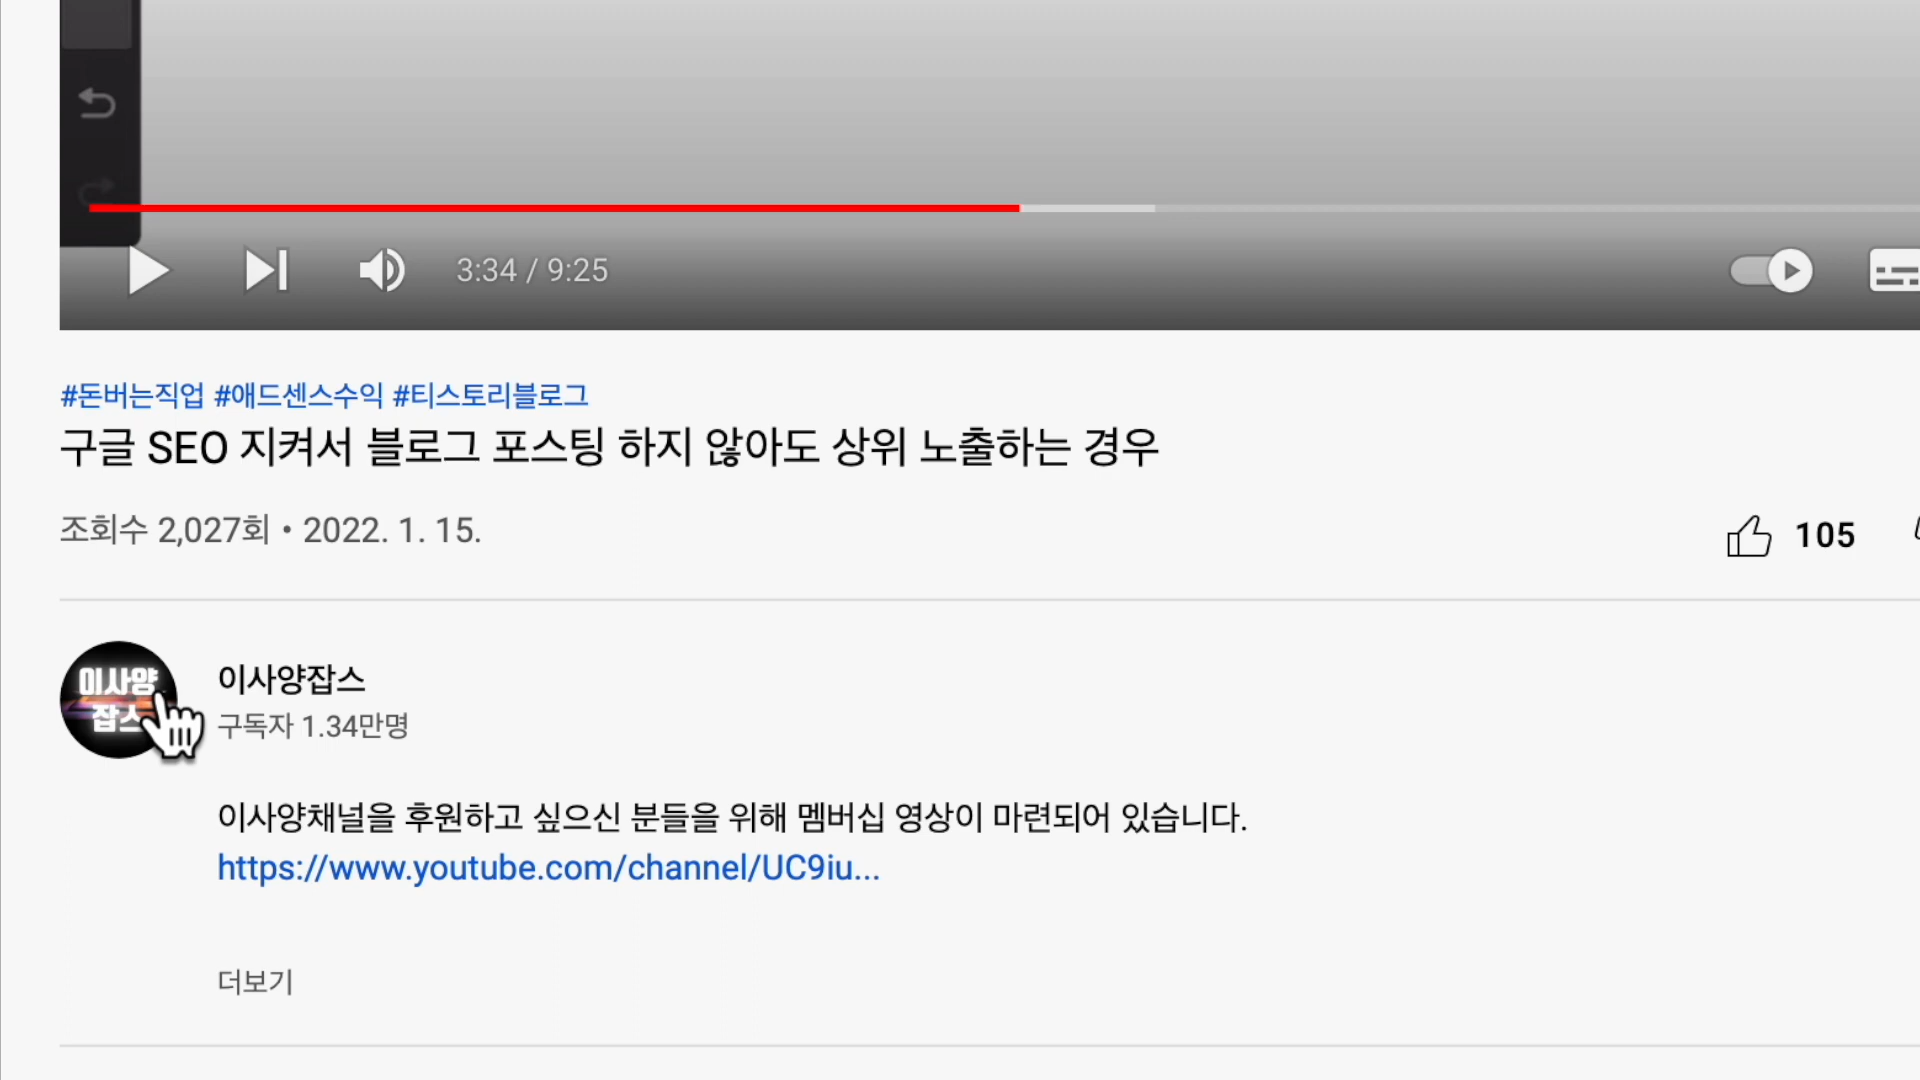 3:34 / 9:25
#돈버는직업 #애드센스수익 #티스토리블로그
구글 SEO 지켜서 블로그 포스팅 하지 않아도 상위 노출하는 경우
조회수 2,027회 • 2022. 1. 15.
105
이사양
잡스
이사양잡스
구독자 1.34만명
이사양채널을 후원하고 싶으신 분들을 위해 멤버십 영상이 마련되어 있습니다.
https://www.youtube.com/channel/UC9iu...
더보기